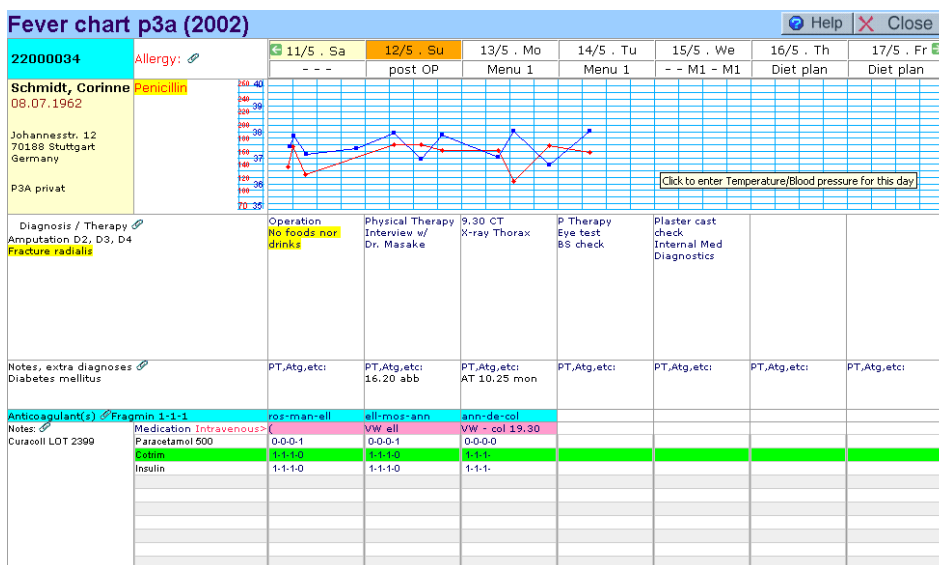 Fever chart p3a (2002)
Help
Close
22000034
Allergy:
11/5 . Sa
12/5 . Su
13/5 . Mo
14/5 . Tu
15/5 . We
16/5 . Th
17/5 . Fr
- - -
post OP
Menu 1
Menu 1
- - M1 - M1
Diet plan
Diet plan
Schmidt, Corinne
Penicillin
08.07.1962
Johannesstr. 12
70188 Stuttgart
Germany
P3A privat
260 40
240
200 39
38
160
37
140
120 36
100
70 35
Click to enter Temperature/Blood pressure for this day
Diagnosis / Therapy
Amputation D2, D3, D4
Fracture radialis
Operation
No foods nor
drinks
Physical Therapy
Interview w/
Dr. Masake
9.30 CT
X-ray Thorax
P Therapy
Eye test
BS check
Plaster cast
check
Internal Med
Diagnostics
Notes, extra diagnoses
Diabetes mellitus
PT,Atg,etc:
PT,Atg,etc:
16.20 abb
PT,Atg,etc:
AT 10.25 mon
PT,Atg,etc:
PT,Atg,etc:
PT,Atg,etc:
PT,Atg,etc:
Anticoagulant(s) Fragmin 1-1-1
ros-man-ell
ell-mos-ann
ann-de-col
Notes:
Medication Intravenous>
(
VW ell
VW - col 19.30
Curacoll LOT 2399
Paracetamol 500
0-0-0-1
0-0-0-1
0-0-0-0
Cotrim
1-1-1-0
1-1-1-0
1-1-1-
Insulin
1-1-1-0
1-1-1-0
1-1-1-